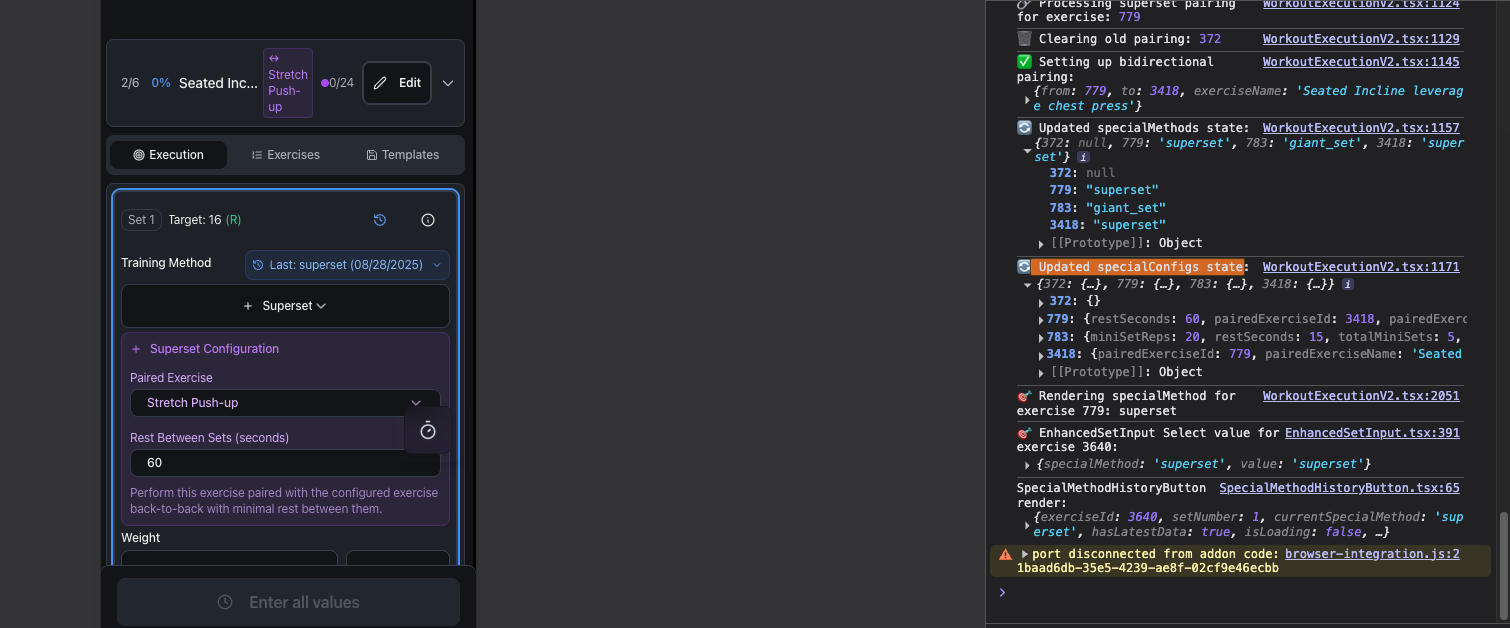 2/6 0% Seated Inc... ↔ Stretch Push-up 0/24 Edit
Execution Exercises Templates
Set 1 Target: 16 (R)
Training Method Last: superset (08/28/2025)
+ Superset
+ Superset Configuration
Paired Exercise
Stretch Push-up
Rest Between Sets (seconds)
60
Perform this exercise paired with the configured exercise
back-to-back with minimal rest between them.
Weight
Enter all values
Processing superset pairing WorkoutExecutionV2.tsx:1124
for exercise: 779
Clearing old pairing: 372 WorkoutExecutionV2.tsx:1129
Setting up bidirectional WorkoutExecutionV2.tsx:1145
pairing:
{from: 779, to: 3418, exerciseName: 'Seated Incline leverag
e chest press'}
Updated specialMethods state: WorkoutExecutionV2.tsx:1157
{372: null, 779: 'superset', 783: 'giant_set', 3418: 'super
set'} i
372: null
779: "superset"
783: "giant_set"
3418: "superset"
[[Prototype]]: Object
Updated specialConfigs state: WorkoutExecutionV2.tsx:1171
{372: {…}, 779: {…}, 783: {…}, 3418: {…}} i
372: {}
779: {restSeconds: 60, pairedExerciseId: 3418, pairedExerc
783: {miniSetReps: 20, restSeconds: 15, totalMiniSets: 5,
3418: {pairedExerciseId: 779, pairedExerciseName: 'Seated
[[Prototype]]: Object
Rendering specialMethod for WorkoutExecutionV2.tsx:2051
exercise 779: superset
EnhancedSetInput Select value for EnhancedSetInput.tsx:391
exercise 3640:
{specialMethod: 'superset', value: 'superset'}
SpecialMethodHistoryButton SpecialMethodHistoryButton.tsx:65
render:
{exerciseId: 3640, setNumber: 1, currentSpecialMethod: 'sup
erset', hasLatestData: true, isLoading: false, …}
port disconnected from addon code: browser-integration.js:2
1baad6db-35e5-4239-ae8f-02cf9e46ecbb